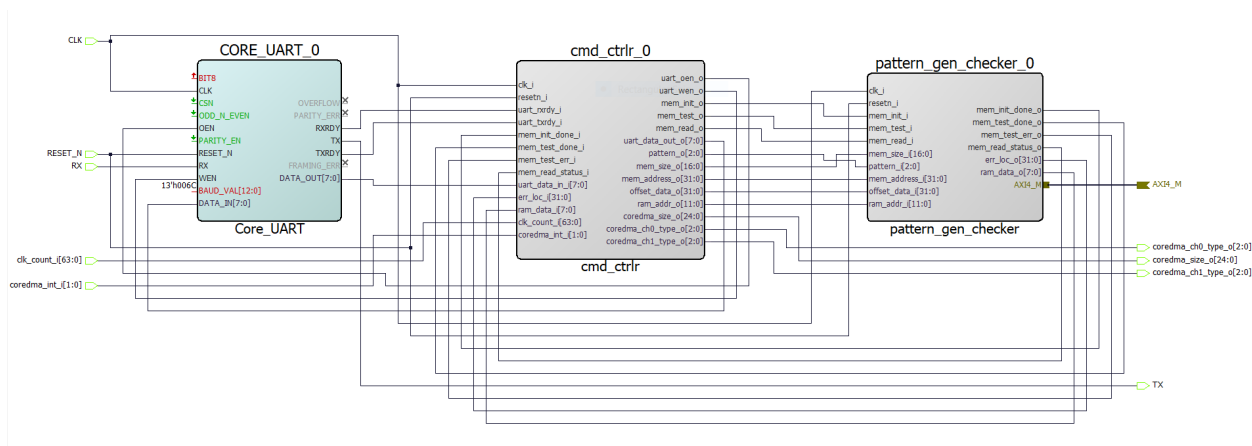 CLK
RESET_N
RX
clk_count_i[63:0]
coredma_int_i[1:0]
CORE_UART_0
BIT8
CLK
CSN
ODD_N_EVEN
OEN
PARITY_EN
RESET_N
RX
WEN
13'h006C
BAUD_VAL[12:0]
DATA_IN[7:0]
OVERFLOW
PARITY_ERR
RXRDY
TX
TXRDY
FRAMING_ERR
DATA_OUT[7:0]
Core_UART
cmd_ctrlr_0
clk_i
resetn_i
uart_rxrdy_i
uart_txrdy_i
mem_init_done_i
mem_test_done_i
mem_test_err_i
mem_read_status_i
uart_data_in_i[7:0]
err_loc_i[31:0]
ram_data_i[7:0]
clk_count_i[63:0]
coredma_int_i[1:0]
uart_oen_o
uart_wen_o
mem_init_o
mem_test_o
mem_read_o
uart_data_out_o[7:0]
pattern_o[2:0]
mem_size_o[16:0]
mem_address_o[31:0]
offset_data_o[31:0]
ram_addr_o[11:0]
coredma_size_o[24:0]
coredma_ch0_type_o[2:0]
coredma_ch1_type_o[2:0]
cmd_ctrlr
pattern_gen_checker_0
clk_i
resetn_i
mem_init_i
mem_test_i
mem_read_i
mem_size_i[16:0]
pattern_i[2:0]
mem_address_i[31:0]
offset_data_i[31:0]
ram_addr_i[11:0]
mem_init_done_o
mem_test_done_o
mem_test_err_o
mem_read_status_o
err_loc_o[31:0]
ram_data_o[7:0]
AXI4_M
pattern_gen_checker
AXI4_M
coredma_ch0_type_o[2:0]
coredma_size_o[24:0]
coredma_ch1_type_o[2:0]
TX